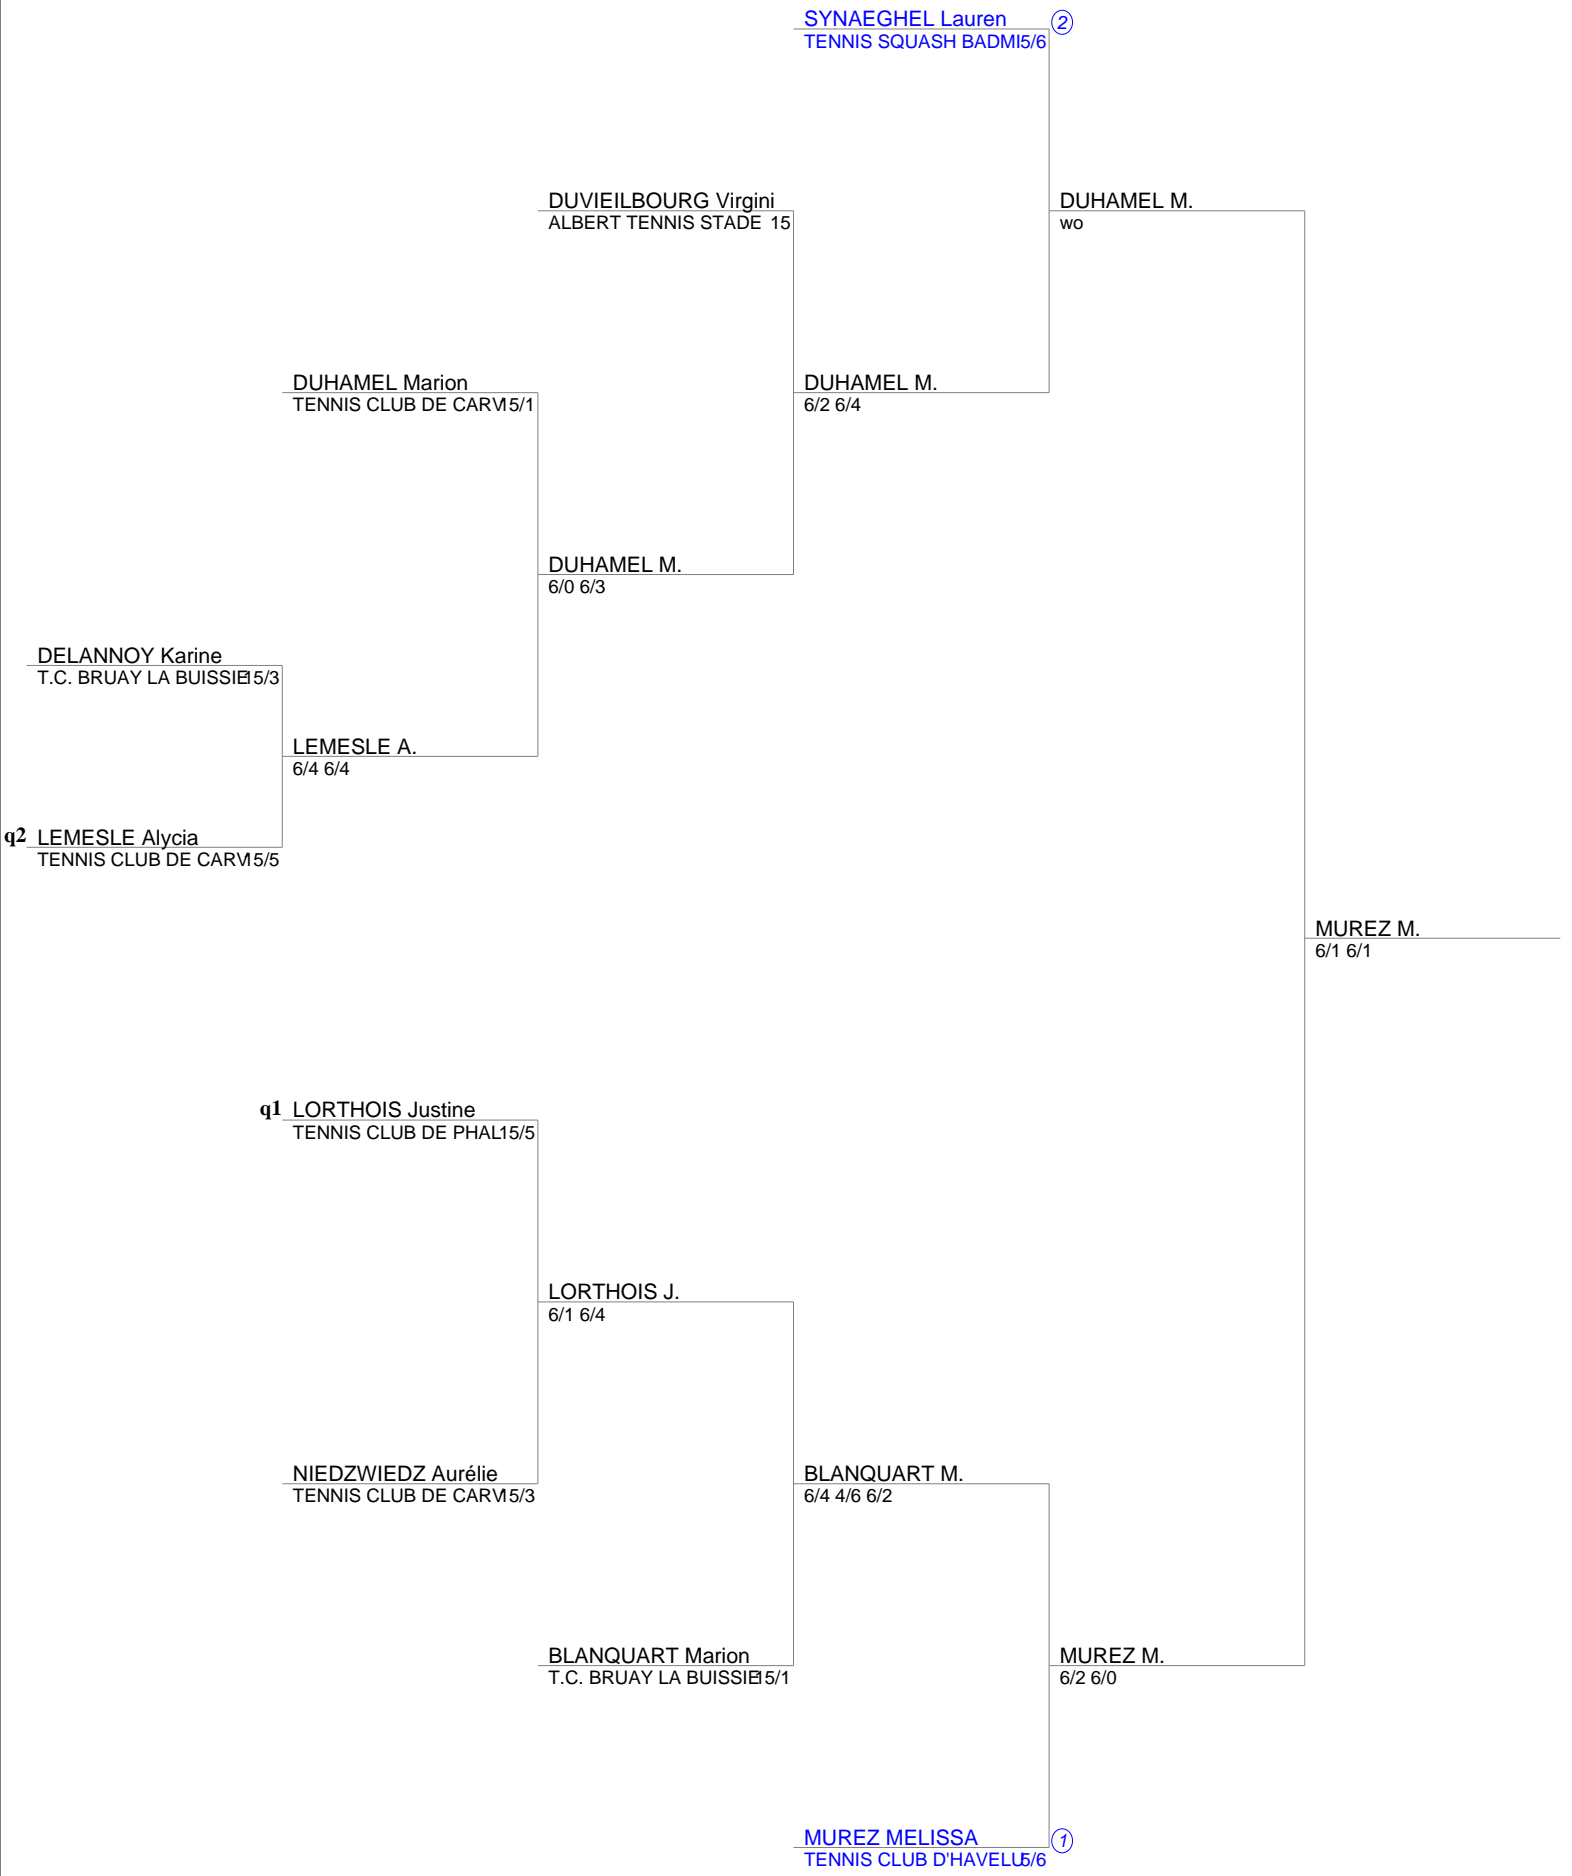 SYNAEGHEL Lauren 2
TENNIS SQUASH BADMI5/6
DUVIEILBOURG Virgini
ALBERT TENNIS STADE 15
DUHAMEL M.
wo
DUHAMEL Marion
TENNIS CLUB DE CARV15/1
DUHAMEL M.
6/2 6/4
DUHAMEL M.
6/0 6/3
DELANNOY Karine
T.C. BRUAY LA BUISSIE15/3
LEMESLE A.
6/4 6/4
q2 LEMESLE Alycia
TENNIS CLUB DE CARV15/5
MUREZ M.
6/1 6/1
q1 LORTHOIS Justine
TENNIS CLUB DE PHAL15/5
LORTHOIS J.
6/1 6/4
NIEDZWIEDZ Aurélie
TENNIS CLUB DE CARV15/3
BLANQUART M.
6/4 4/6 6/2
BLANQUART Marion
T.C. BRUAY LA BUISSIE15/1
MUREZ M.
6/2 6/0
MUREZ MELISSA 1
TENNIS CLUB D'HAVELU5/6